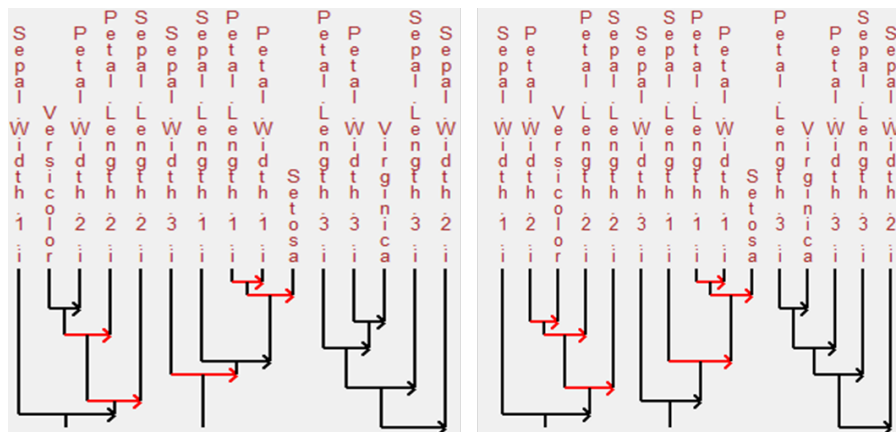 Sepal.Width.1.i
Versicolor
Petal.Width.2.i
Petal.Length.2.i
Sepal.Length.2.i
Sepal.Width.3.i
Sepal.Length.1.i
Petal.Length.1.i
Petal.Width.1.i
Setosa
Petal.Length.3.i
Petal.Width.3.i
Virginica
Sepal.Length.3.i
Sepal.Width.2.i
Sepal.Width.1.i
Petal.Width.2.i
Versicolor
Petal.Length.2.i
Sepal.Length.2.i
Sepal.Width.3.i
Sepal.Length.1.i
Petal.Length.1.i
Petal.Width.1.i
Setosa
Petal.Length.3.i
Virginica
Petal.Width.3.i
Sepal.Length.3.i
Sepal.Width.2.i